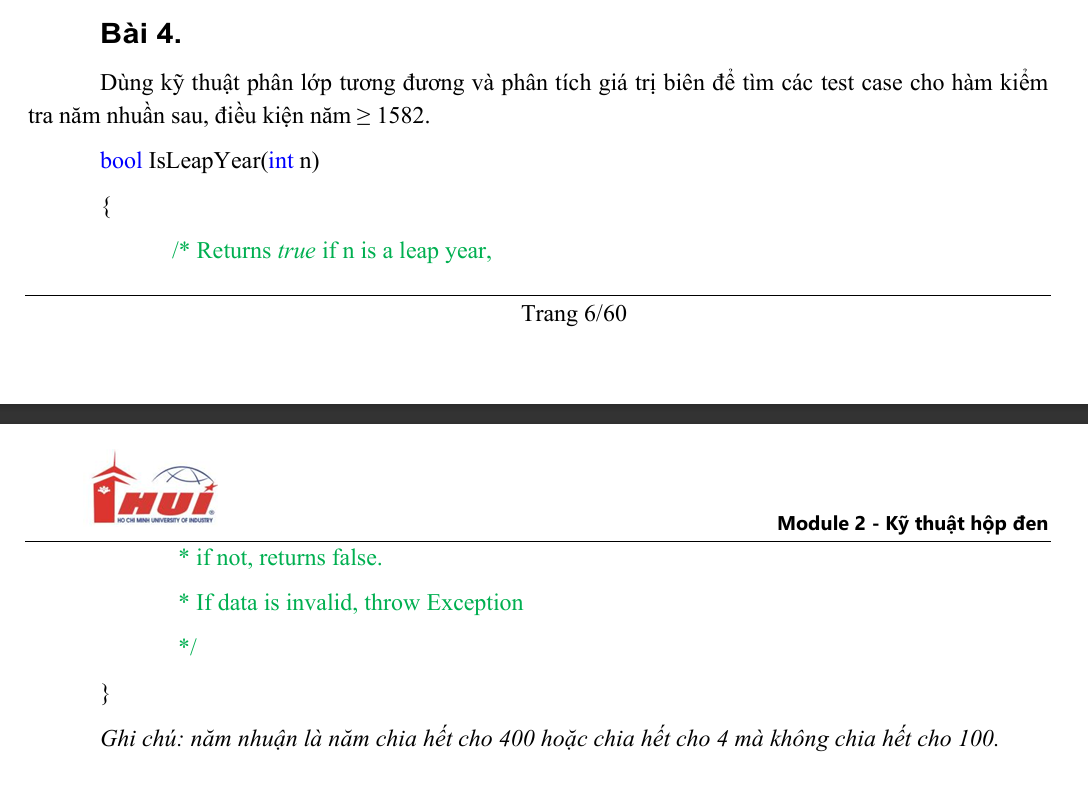 Bài 4.
Dùng kỹ thuật phân lớp tương đương và phân tích giá trị biên để tìm các test case cho hàm kiểm
tra năm nhuần sau, điều kiện năm ≥ 1582.
bool IsLeapYear(int n)
{
/* Returns true if n is a leap year,
Trang 6/60
HUI®
HO CHI MINH UNIVERSITY OF INDUSTRY
Module 2 - Kỹ thuật hộp đen
* if not, returns false.
* If data is invalid, throw Exception
*/
}
Ghi chú: năm nhuận là năm chia hết cho 400 hoặc chia hết cho 4 mà không chia hết cho 100.